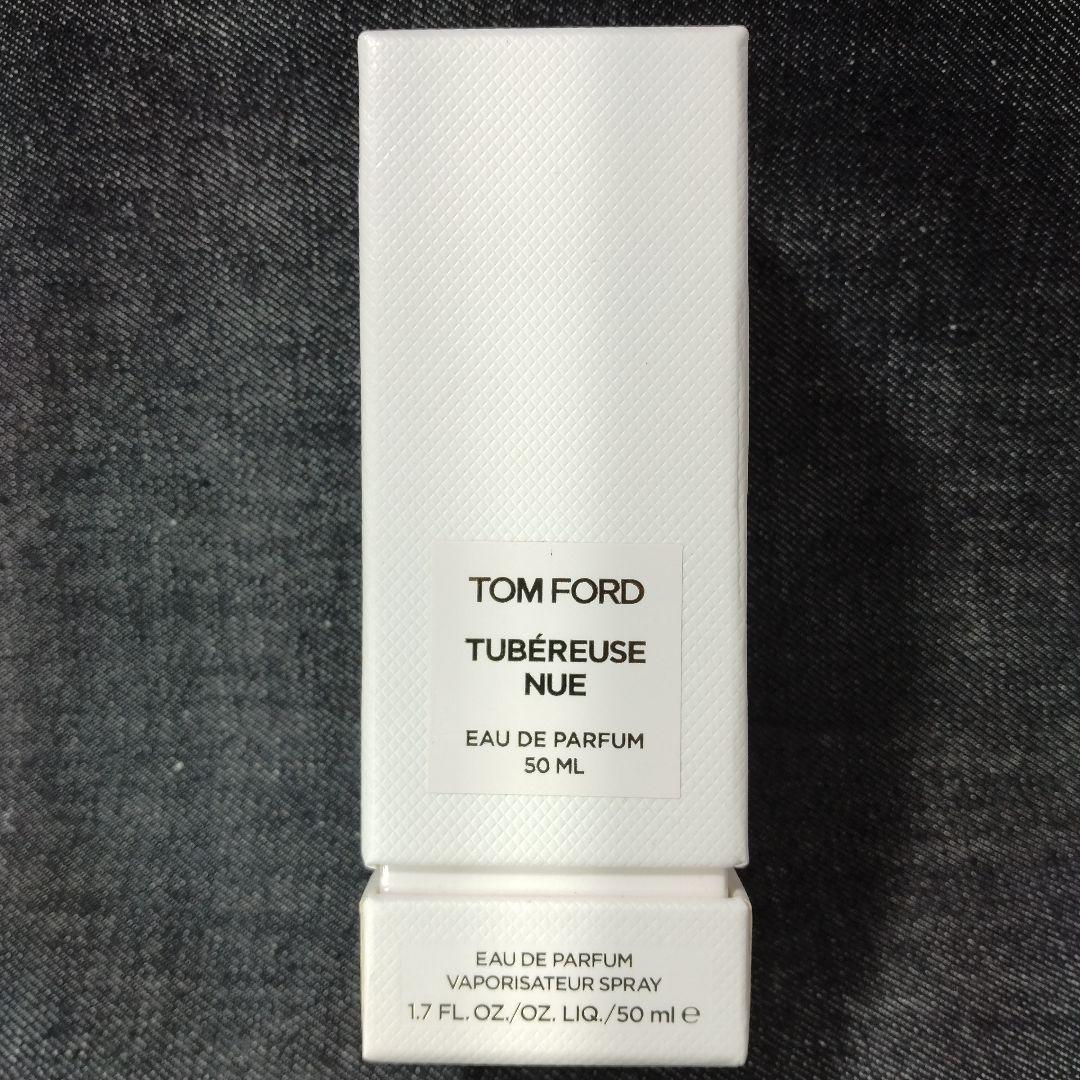 TOM FORD
TUBÉREUSE
NUE
EAU DE PARFUM
50 ML
EAU DE PARFUM
VAPORISATEUR SPRAY
1.7 FL. OZ./OZ. LIQ./50 ml ℮